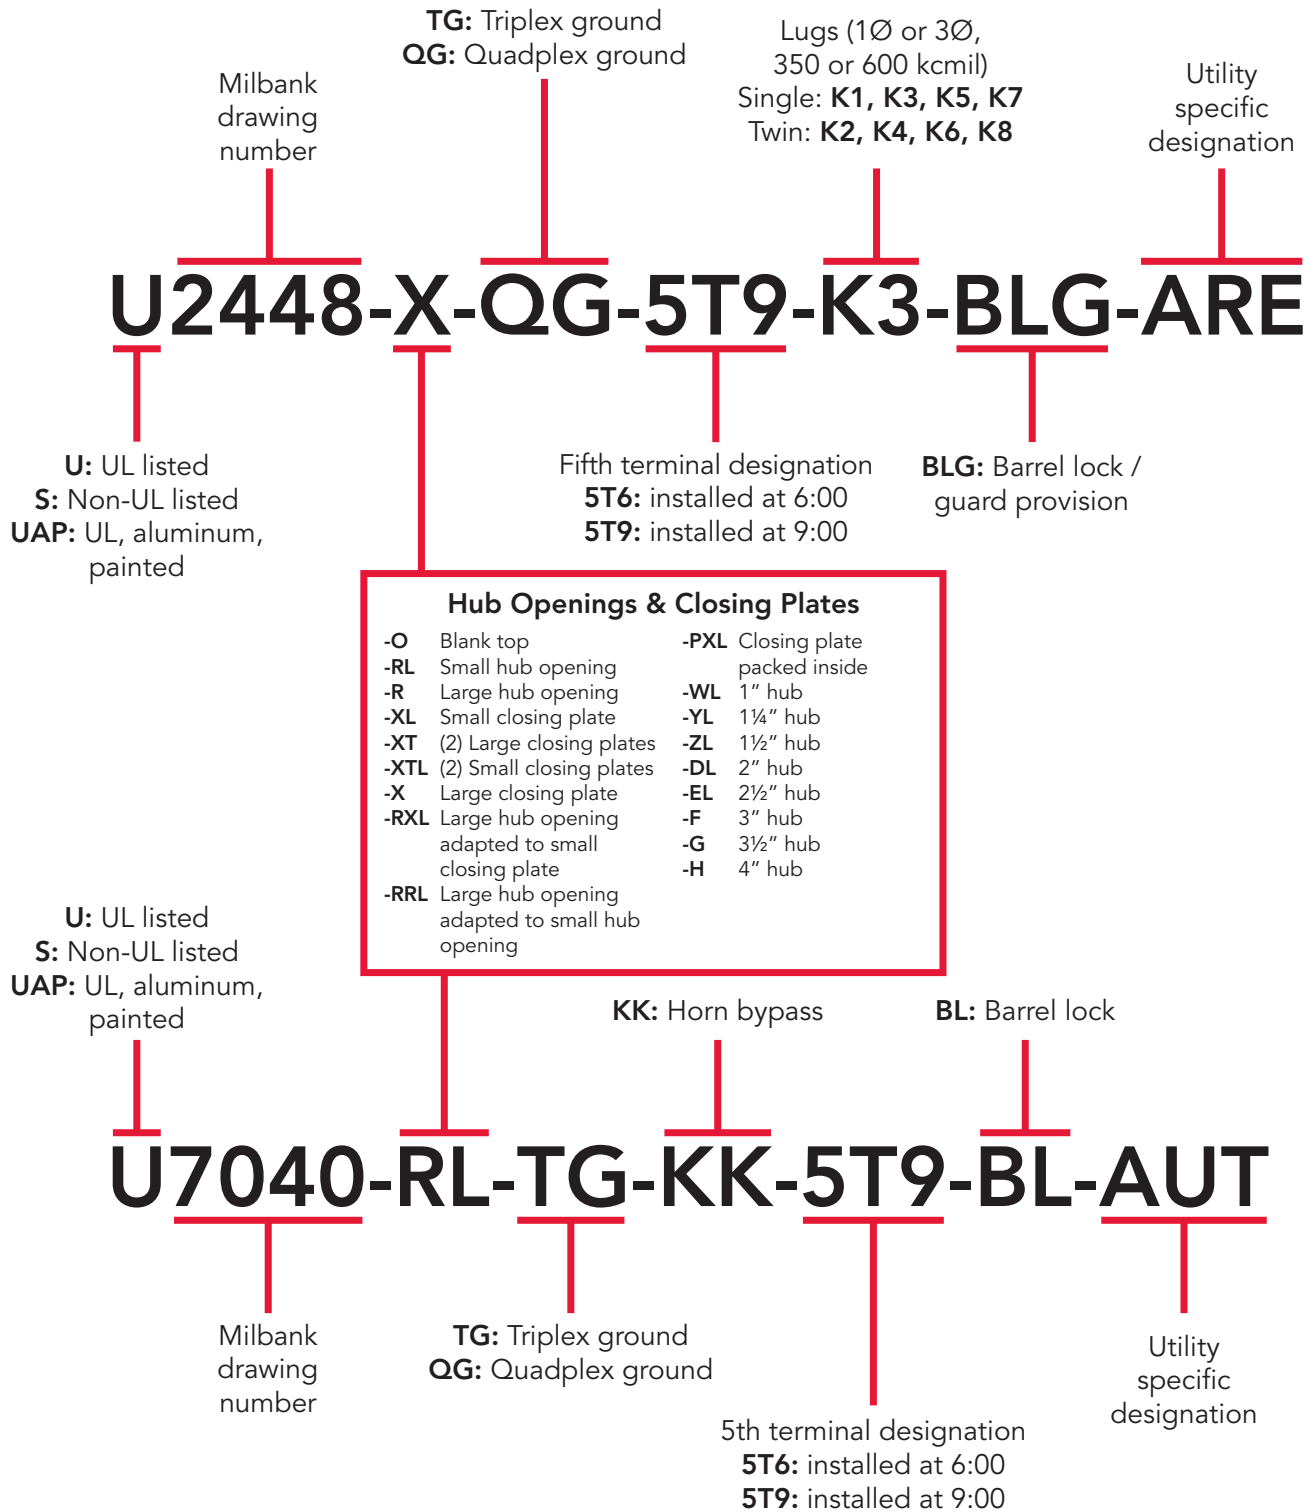 TG: Triplex ground
QG: Quadplex ground
Lugs (1Ø or 3Ø,
350 or 600 kcmil)
Single: K1, K3, K5, K7
Twin: K2, K4, K6, K8
Utility
specific
designation
Milbank
drawing
number
U2448-X-QG-5T9-K3-BLG-ARE
U: UL listed
S: Non-UL listed
UAP: UL, aluminum,
painted
Fifth terminal designation
5T6: installed at 6:00
5T9: installed at 9:00
BLG: Barrel lock /
guard provision
Hub Openings & Closing Plates
-O Blank top
-RL Small hub opening
-R Large hub opening
-XL Small closing plate
-XT (2) Large closing plates
-XTL (2) Small closing plates
-X Large closing plate
-RXL Large hub opening
adapted to small
closing plate
-RRL Large hub opening
adapted to small hub
opening
-PXL Closing plate
packed inside
-WL 1” hub
-YL 1¼” hub
-ZL 1½” hub
-DL 2” hub
-EL 2½” hub
-F 3” hub
-G 3½” hub
-H 4” hub
U: UL listed
S: Non-UL listed
UAP: UL, aluminum,
painted
KK: Horn bypass
BL: Barrel lock
U7040-RL-TG-KK-5T9-BL-AUT
Milbank
drawing
number
TG: Triplex ground
QG: Quadplex ground
5th terminal designation
5T6: installed at 6:00
5T9: installed at 9:00
Utility
specific
designation